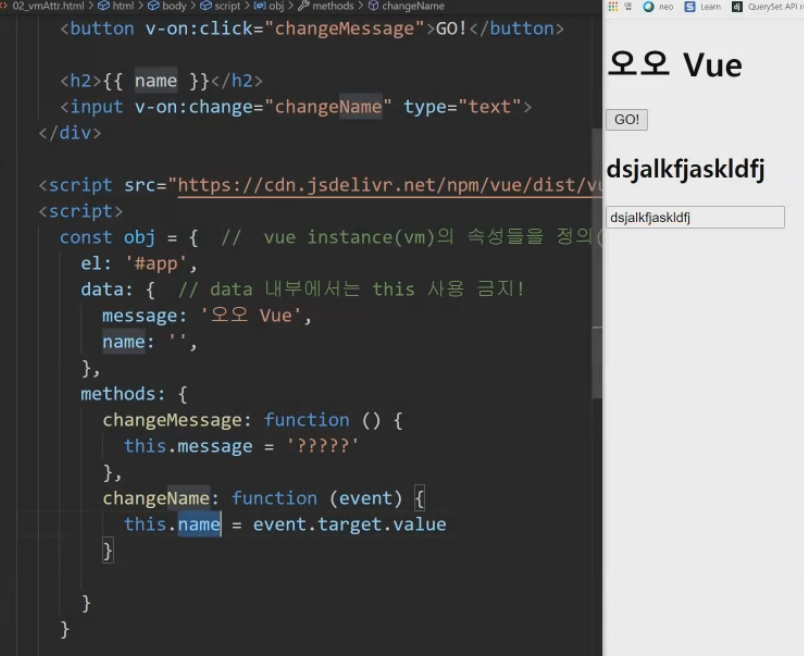 02_vmAttr.html > html > body > script > obj > methods > changeName
<button v-on:click="changeMessage">GO!</button>
<h2>{{ name }}</h2>
<input v-on:change="changeName" type="text">
</div>
<script src="https://cdn.jsdelivr.net/npm/vue/dist/vu
<script>
const obj = { // vue instance(vm)의 속성들을 정의(
el: '#app',
data: { // data 내부에서는 this 사용 금지!
message: '오오 Vue',
name: '',
},
methods: {
changeMessage: function () {
this.message = '?????'
},
changeName: function (event) {
this.name = event.target.value
}
}
}
앱 neo Learn QuerySet API r
오오 Vue
GO!
dsjalkfjaskldfj
dsjalkfjaskldfj